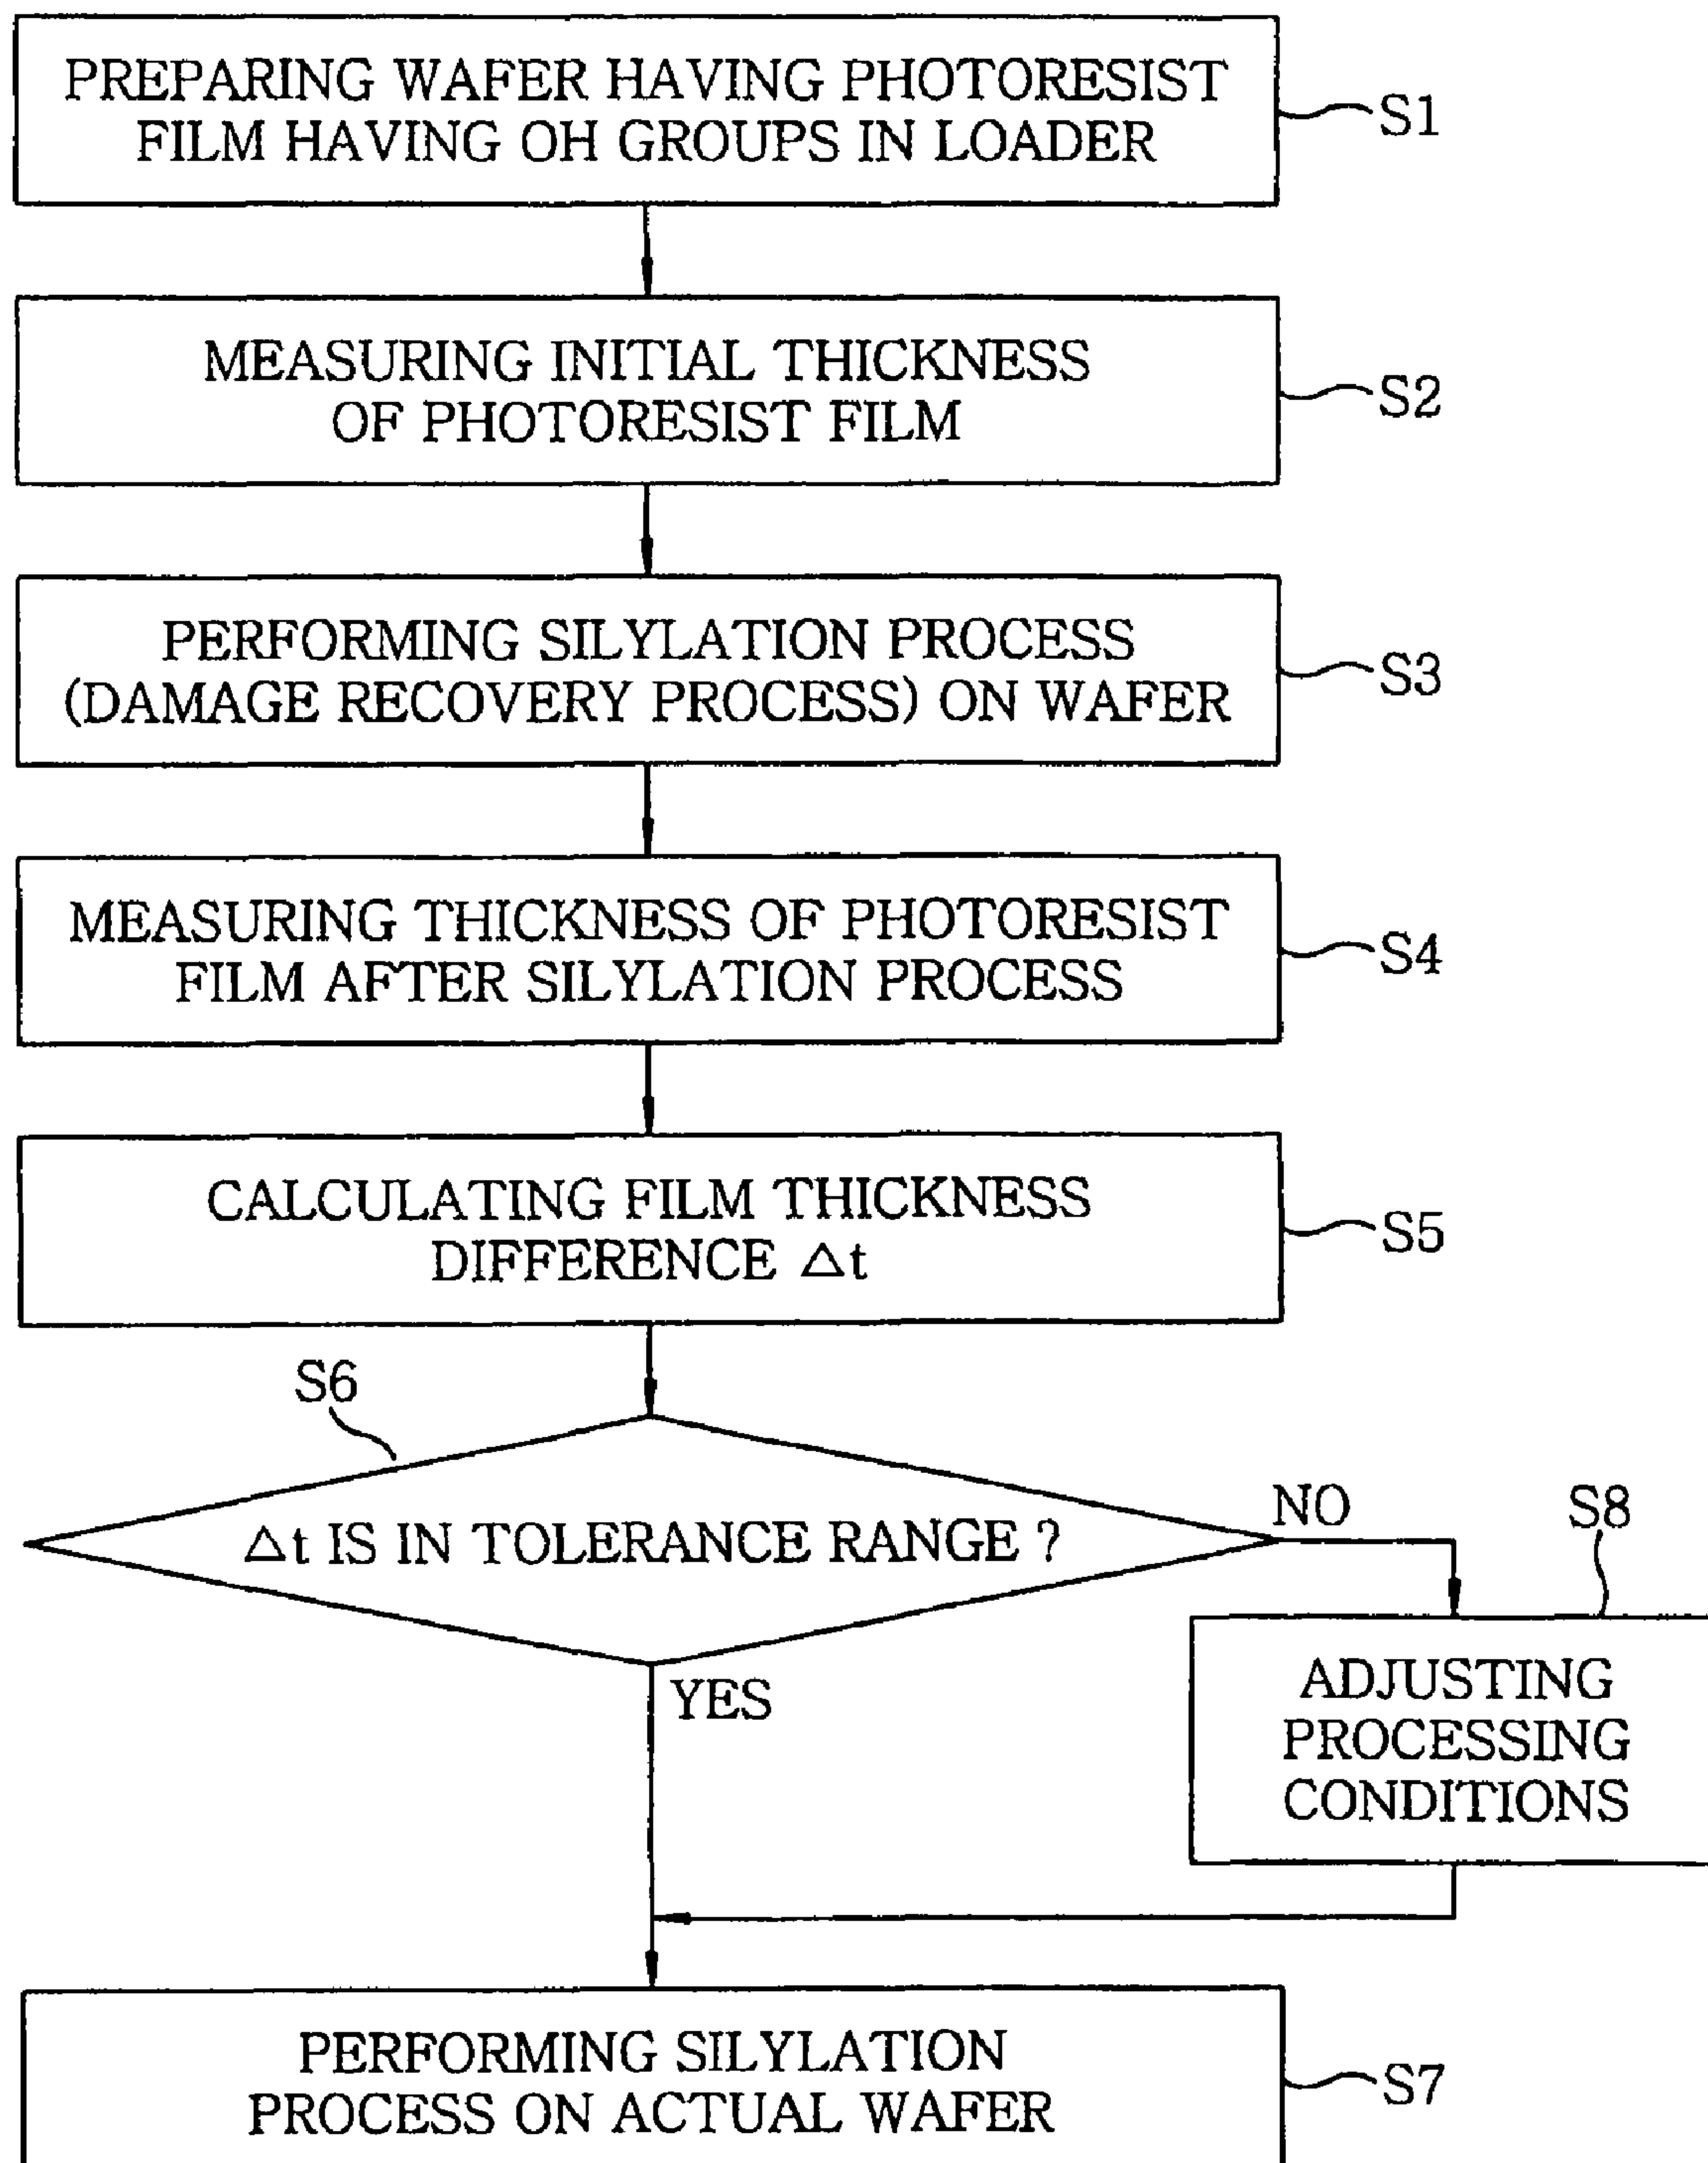 PREPARING WAFER HAVING PHOTORESIST
FILM HAVING OH GROUPS IN LOADER
S1
MEASURING INITIAL THICKNESS
OF PHOTORESIST FILM
S2
PERFORMING SILYLATION PROCESS
(DAMAGE RECOVERY PROCESS) ON WAFER
S3
MEASURING THICKNESS OF PHOTORESIST
FILM AFTER SILYLATION PROCESS
S4
CALCULATING FILM THICKNESS
DIFFERENCE △t
S5
S6
△t IS IN TOLERANCE RANGE ?
NO
S8
YES
ADJUSTING
PROCESSING
CONDITIONS
PERFORMING SILYLATION
PROCESS ON ACTUAL WAFER
S7